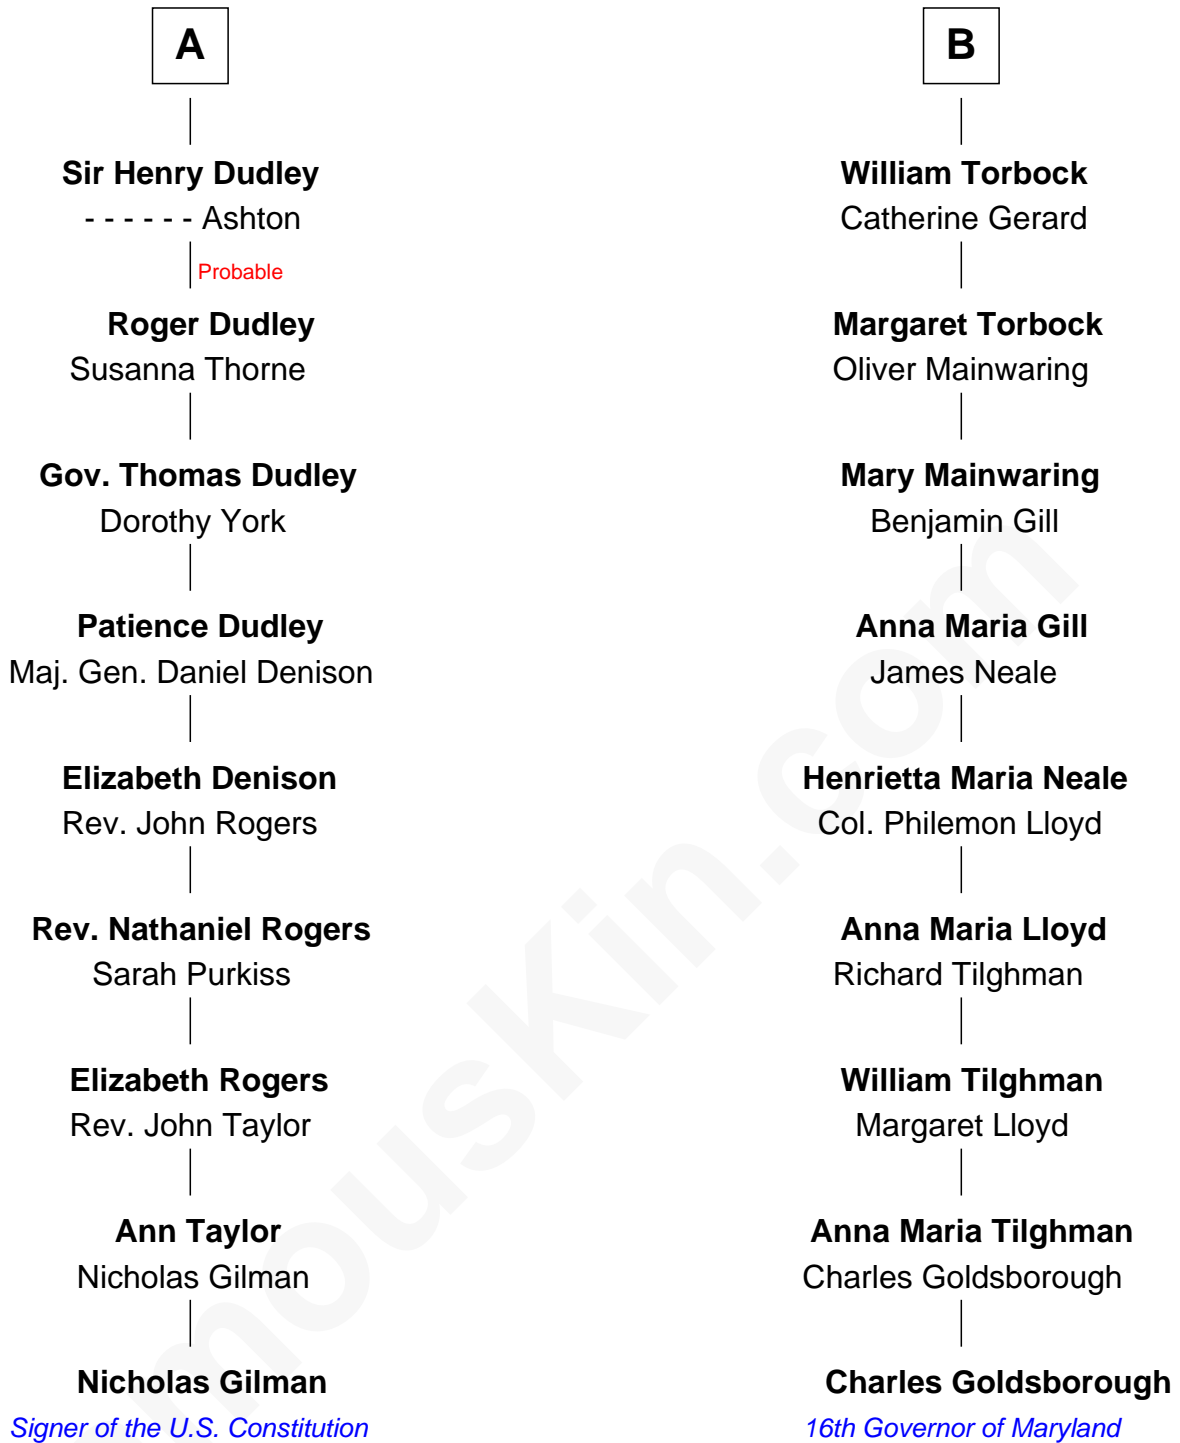 A
Sir Henry Dudley
- - - - - - Ashton
Probable
Roger Dudley
Susanna Thorne
Gov. Thomas Dudley
Dorothy York
Patience Dudley
Maj. Gen. Daniel Denison
Elizabeth Denison
Rev. John Rogers
Rev. Nathaniel Rogers
Sarah Purkiss
Elizabeth Rogers
Rev. John Taylor
Ann Taylor
Nicholas Gilman
Nicholas Gilman
Signer of the U.S. Constitution
B
William Torbock
Catherine Gerard
Margaret Torbock
Oliver Mainwaring
Mary Mainwaring
Benjamin Gill
Anna Maria Gill
James Neale
Henrietta Maria Neale
Col. Philemon Lloyd
Anna Maria Lloyd
Richard Tilghman
William Tilghman
Margaret Lloyd
Anna Maria Tilghman
Charles Goldsborough
Charles Goldsborough
16th Governor of Maryland
mousKin.com